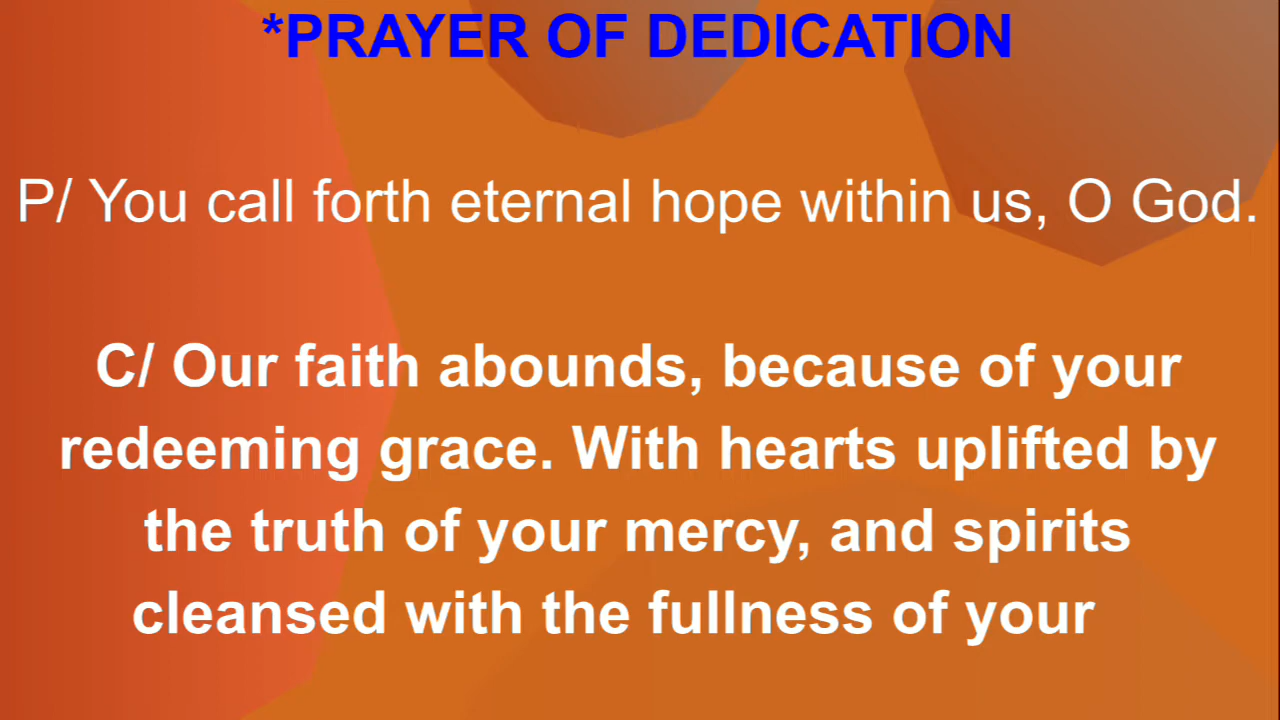 *PRAYER OF DEDICATION
P/ You call forth eternal hope within us, O God.
C/ Our faith abounds, because of your
redeeming grace. With hearts uplifted by
the truth of your mercy, and spirits
cleansed with the fullness of your